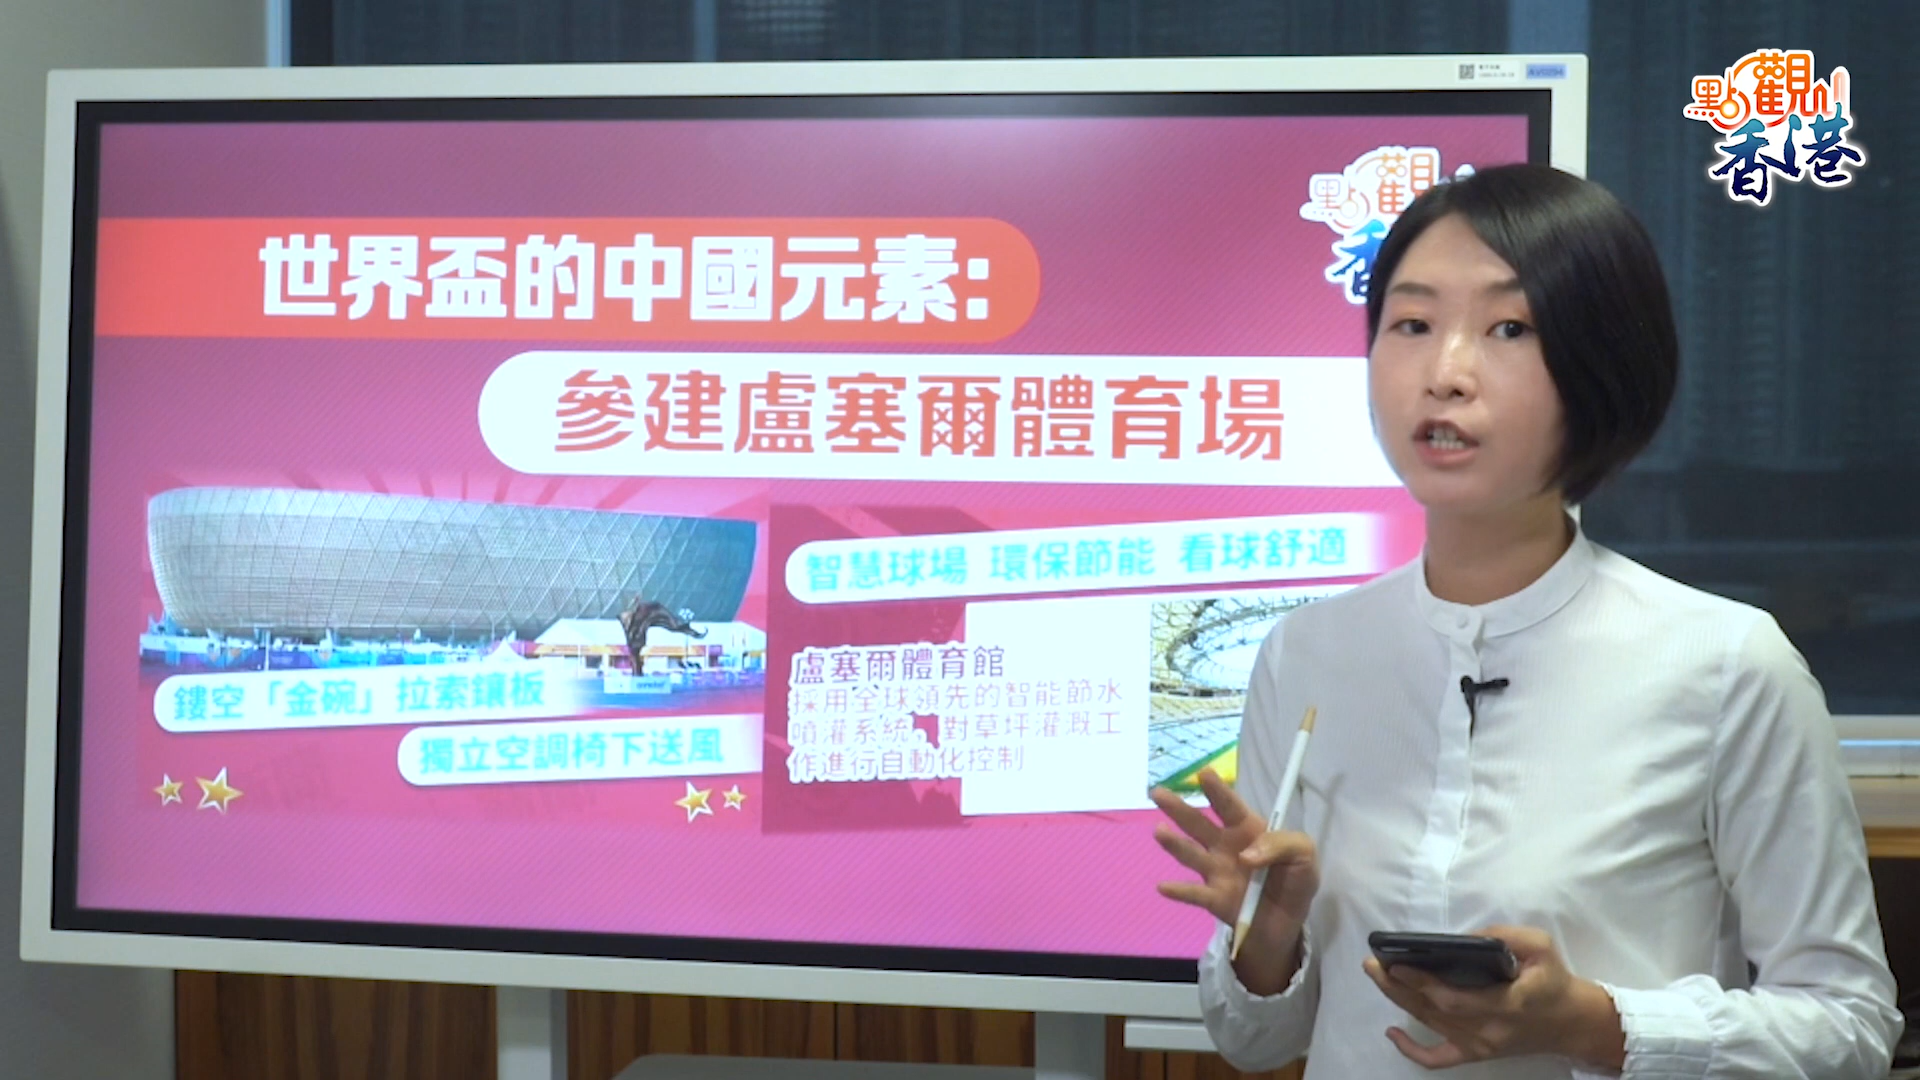 點觀
香港
點觀
香
世界盃的中國元素:
參建盧塞爾體育場
智慧球場 環保節能 看球舒適
鏤空「金碗」拉索鑲板
獨立空調椅下送風
盧塞爾體育館
採用全球領先的智能節水
噴灌系統，對草坪灌溉工
作進行自動化控制